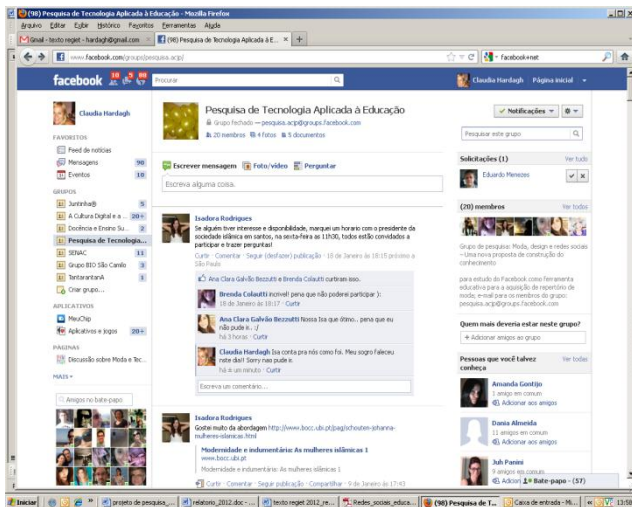 (98) Pesquisa de Tecnologia Aplicada à Educação - Mozilla Firefox
Arquivo Editar Exibir Histórico Favoritos Ferramentas Ajuda
Gmail - texto regiet - hardagh@gmail.com
(98) Pesquisa de Tecnologia Aplicada à E...
www.facebook.com/groups/pesquisa.acjp/
facebook+net
facebook
10 5 80
Procurar
Claudia Hardagh Página inicial
Claudia Hardagh
FAVORITOS
Feed de notícias
Mensagens 98
Eventos 10
GRUPOS
Juntinh@ 5
A Cultura Digital e a ... 20+
Docência e Ensino Su... 2
Pesquisa de Tecnologia...
SENAC 11
Grupo BIO São Camilo 3
TantarantanA 1
Criar grupo...
APLICATIVOS
MeuChip
Aplicativos e jogos 20+
PÁGINAS
Discussão sobre Moda e Tec...
MAIS
Amigos no bate-papo
Pesquisa de Tecnologia Aplicada à Educação
Grupo fechado — pesquisa.acjp@groups.facebook.com
20 membros 4 fotos 5 documentos
Escrever mensagem Foto/vídeo Perguntar
Escreva alguma coisa.
Isadora Rodrigues
Se alguém tiver interesse e disponibilidade, marquei um horario com o presidente da
sociedade islâmica em santos, na sexta-feira as 11h30, todos estão convidados a
participar e trazer perguntas!
Curtir · Comentar · Seguir (desfazer) publicação · 18 de Janeiro às 18:15 próximo a
São Paulo
Ana Clara Galvão Bezzutti e Brenda Colautti curtiram isso.
Brenda Colautti incrível! pena que não poderei participar ):
18 de Janeiro às 18:17 · Curtir
Ana Clara Galvão Bezzutti Nossa Isa que ótimo.. pena que eu
não pude ir. :/
há 3 horas · Curtir
Claudia Hardagh Isa conta pra nós como foi. Meu sogro faleceu
nste dia!! Sorry nas pude ir.
há ± um minuto · Curtir
Escreva um comentário...
Isadora Rodrigues
Gostei muito da abordagem http://www.bocc.ubi.pt/pag/schouten-johanna-
mulheres-islamicas.html
Modernidade e indumentária: As mulheres islâmicas 1
www.bocc.ubi.pt
Modernidade e indumentária: As mulheres islâmicas 1
Curtir · Comentar · Seguir publicação · Compartilhar · 9 de Janeiro às 17:43
Notificações
Pesquisar este grupo
Solicitações (1) Ver tudo
Eduardo Menezes
(20) membros Ver todos
Grupo de pesquisa: Moda, design e redes sociais
–Uma nova proposta de construção do
conhecimento
para estudo do Facebook como ferramenta
educativa para a aquisição de repertório de
moda; e-mail para os membros do grupo:
pesquisa.acjp@groups.facebook.com
Quem mais deveria estar neste grupo?
+ Adicionar amigos ao grupo
Pessoas que você talvez
conheça
Ver todas
Amanda Gontijo
1 amigo em comum
Adicionar aos amigos
Dania Almeida
11 amigos em comum
Adicionar aos amigos
Juh Panini
9 amigos em comum
Bate-papo - (57)
Iniciar
projeto de pesquisa_...
relatorio_2012.doc - ...
texto regiet 2012_re...
Redes_sociais_educa...
(98) Pesquisa de T...
Caixa de entrada - Mi...
13:58